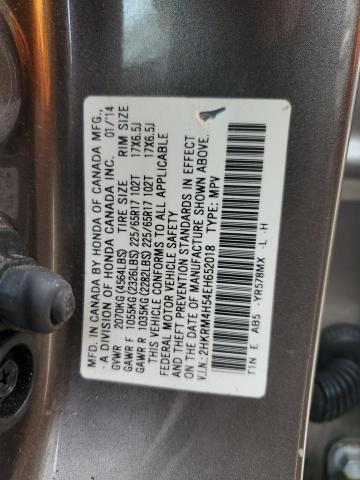 MFD. IN CANADA BY HONDA OF CANADA MFG.,
A DIVISION OF HONDA CANADA INC. 01/'14
GVWR 2070KG(4564LBS) TIRE SIZE RIM SIZE
GAWR F 1055KG(2326LBS) 225/65R17 102T 17X6.5J
GAWR R 1035KG(2282LBS) 225/65R17 102T 17X6.5J
THIS VEHICLE CONFORMS TO ALL APPLICABLE
FEDERAL MOTOR VEHICLE SAFETY
AND THEFT PREVENTION STANDARDS IN EFFECT
ON THE DATE OF MANUFACTURE SHOWN ABOVE.
V.I.N.: 2HKRM4H54EH652018 TYPE: MPV
T1N E AB5 -YR578MX -L -H